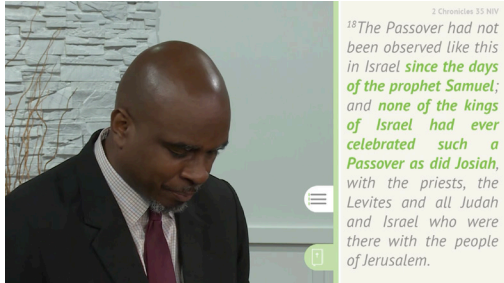 2 Chronicles 35 NIV
18The Passover had not
been observed like this
in Israel since the days
of the prophet Samuel;
and none of the kings
of Israel had ever
celebrated such a
Passover as did Josiah,
with the priests, the
Levites and all Judah
and Israel who were
there with the people
of Jerusalem.